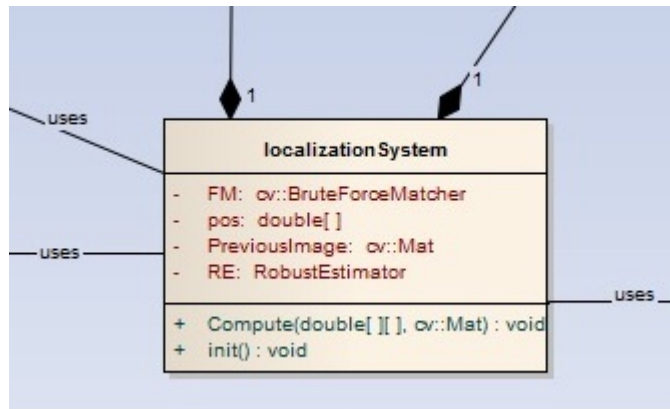 1
1
uses
localizationSystem
- FM: cv::BruteForceMatcher
- pos: double[ ]
- PreviousImage: cv::Mat
- RE: RobustEstimator
uses
uses
+ Compute(double[ ][ ], cv::Mat) : void
+ init() : void